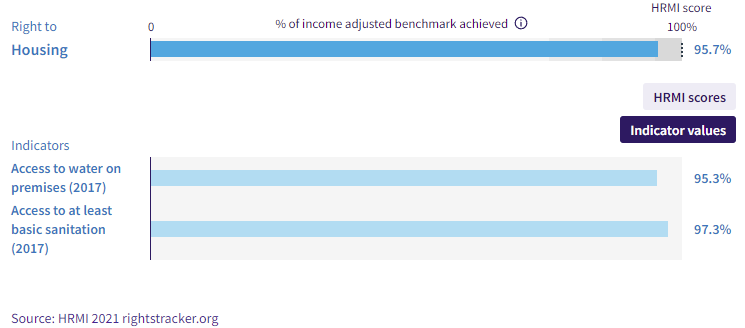 HRMI score
Right to
0
% of income adjusted benchmark achieved
100%
Housing
95.7%
HRMI scores
Indicator values
Indicators
Access to water on
premises (2017)
95.3%
Access to at least
basic sanitation
(2017)
97.3%
Source: HRMI 2021 rightstracker.org